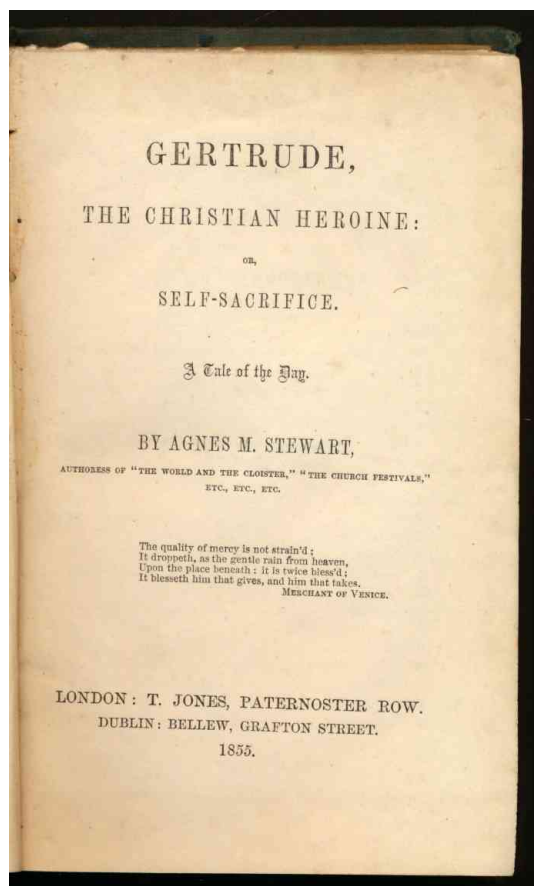 GERTRUDE,
THE CHRISTIAN HEROINE:
OR,
SELF-SACRIFICE.
A Tale of the Day.
BY AGNES M. STEWART,
AUTHORESS OF "THE WORLD AND THE CLOISTER," "THE CHURCH FESTIVALS,"
ETC., ETC., ETC.
The quality of mercy is not strain'd;
It droppeth, as the gentle rain from heaven,
Upon the place beneath: it is twice bless'd;
It blesseth him that gives, and him that takes.
MERCHANT OF VENICE.
LONDON: T. JONES, PATERNOSTER ROW.
DUBLIN: BELLEW, GRAFTON STREET.
1855.